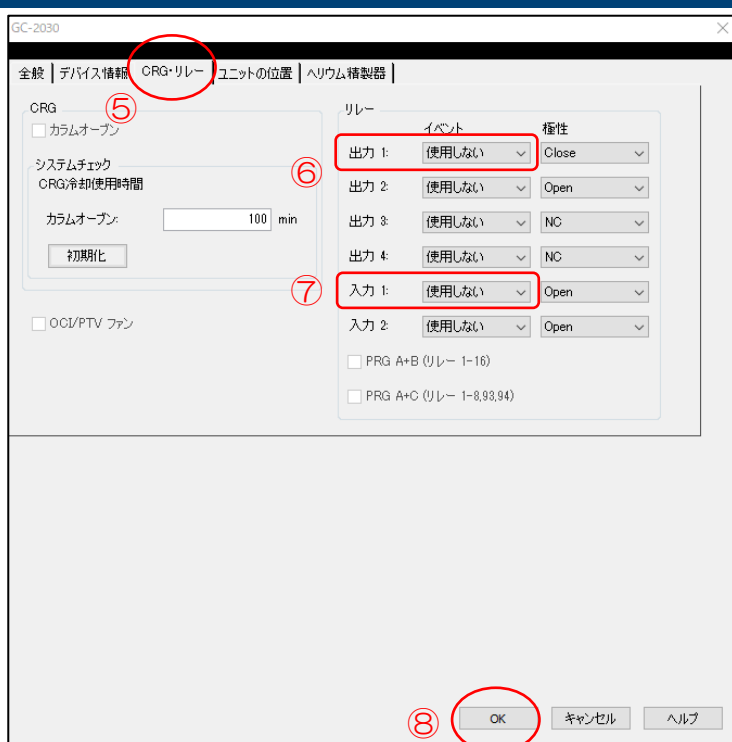 GC-2030
全般 デバイス情報 CRG・リレー ユニットの位置 ヘリウム精製器
⑤
CRG
カラムオーブン
システムチェック
CRG冷却使用時間
カラムオーブン: 100 min
初期化
OCI/PTV ファン
リレー
イベント 極性
⑥
出力 1: 使用しない Close
出力 2: 使用しない Open
出力 3: 使用しない NC
出力 4: 使用しない NC
⑦
入力 1: 使用しない Open
入力 2: 使用しない Open
PRG A+B (リレー 1-16)
PRG A+C (リレー 1-8,93,94)
⑧
OK キャンセル ヘルプ